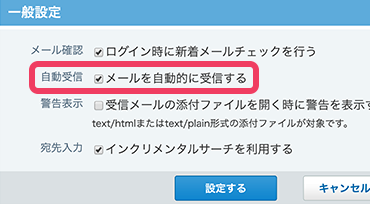 一般設定
メール確認 ログイン時に新着メールチェックを行う
自動受信 メールを自動的に受信する
警告表示 受信メールの添付ファイルを開く時に警告を表示す
text/htmlまたはtext/plain形式の添付ファイルが対象です。
宛先入力 インクリメンタルサーチを利用する
設定する キャンセル